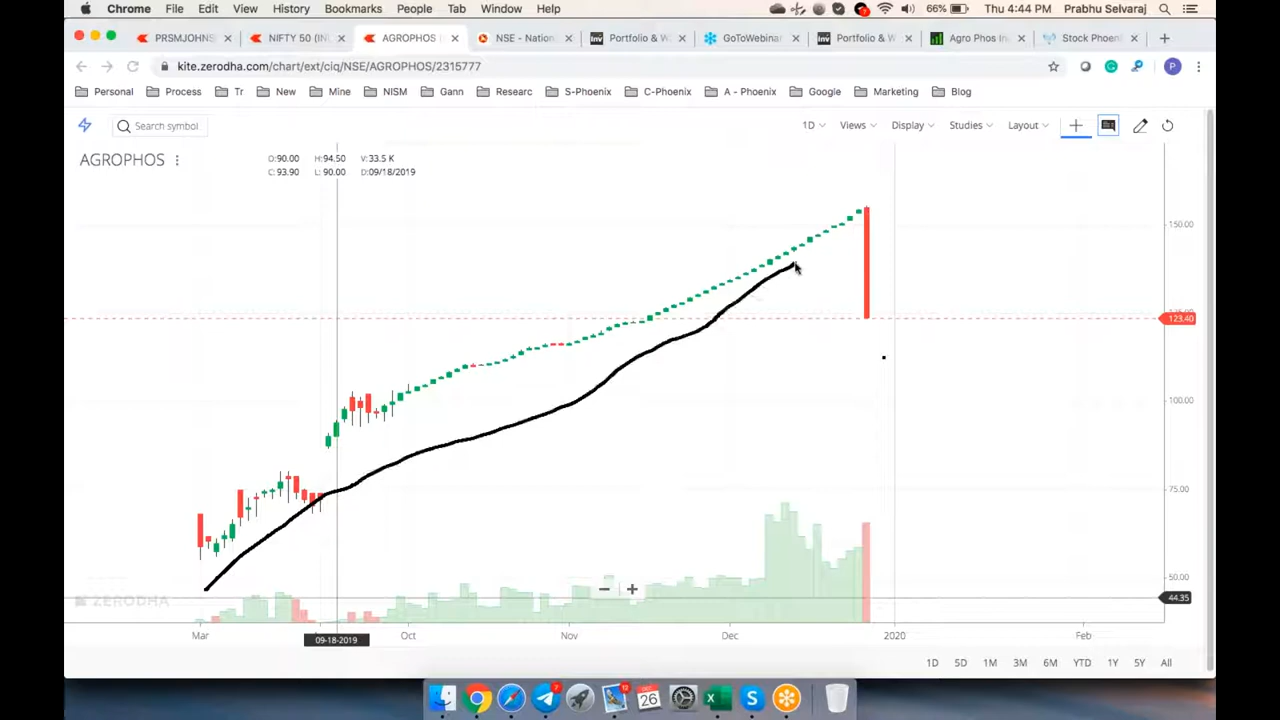 Chrome File Edit View History Bookmarks People Tab Window Help 66% Thu 4:44 PM Prabhu Selvaraj
PRSMJOHNS NIFTY 50 (IN AGROPHOS NSE - Nation Portfolio & W GoToWebinar Portfolio & W Agro Phos In Stock Phoen
kite.zerodha.com/chart/ext/ciq/NSE/AGROPHOS/2315777 P
Personal Process Tr New Mine NISM Gann Researc S-Phoenix C-Phoenix A - Phoenix Google Marketing Blog
Search symbol 1D Views Display Studies Layout
AGROPHOS
O:90.00 H:94.50 V:33.5 K
C:93.90 L:90.00 D:09/18/2019
150.00
123.40
100.00
75.00
50.00
44.35
ZERODHA
Mar Oct Nov Dec 2020 Feb
09-18-2019
1D 5D 1M 3M 6M YTD 1Y 5Y All
26